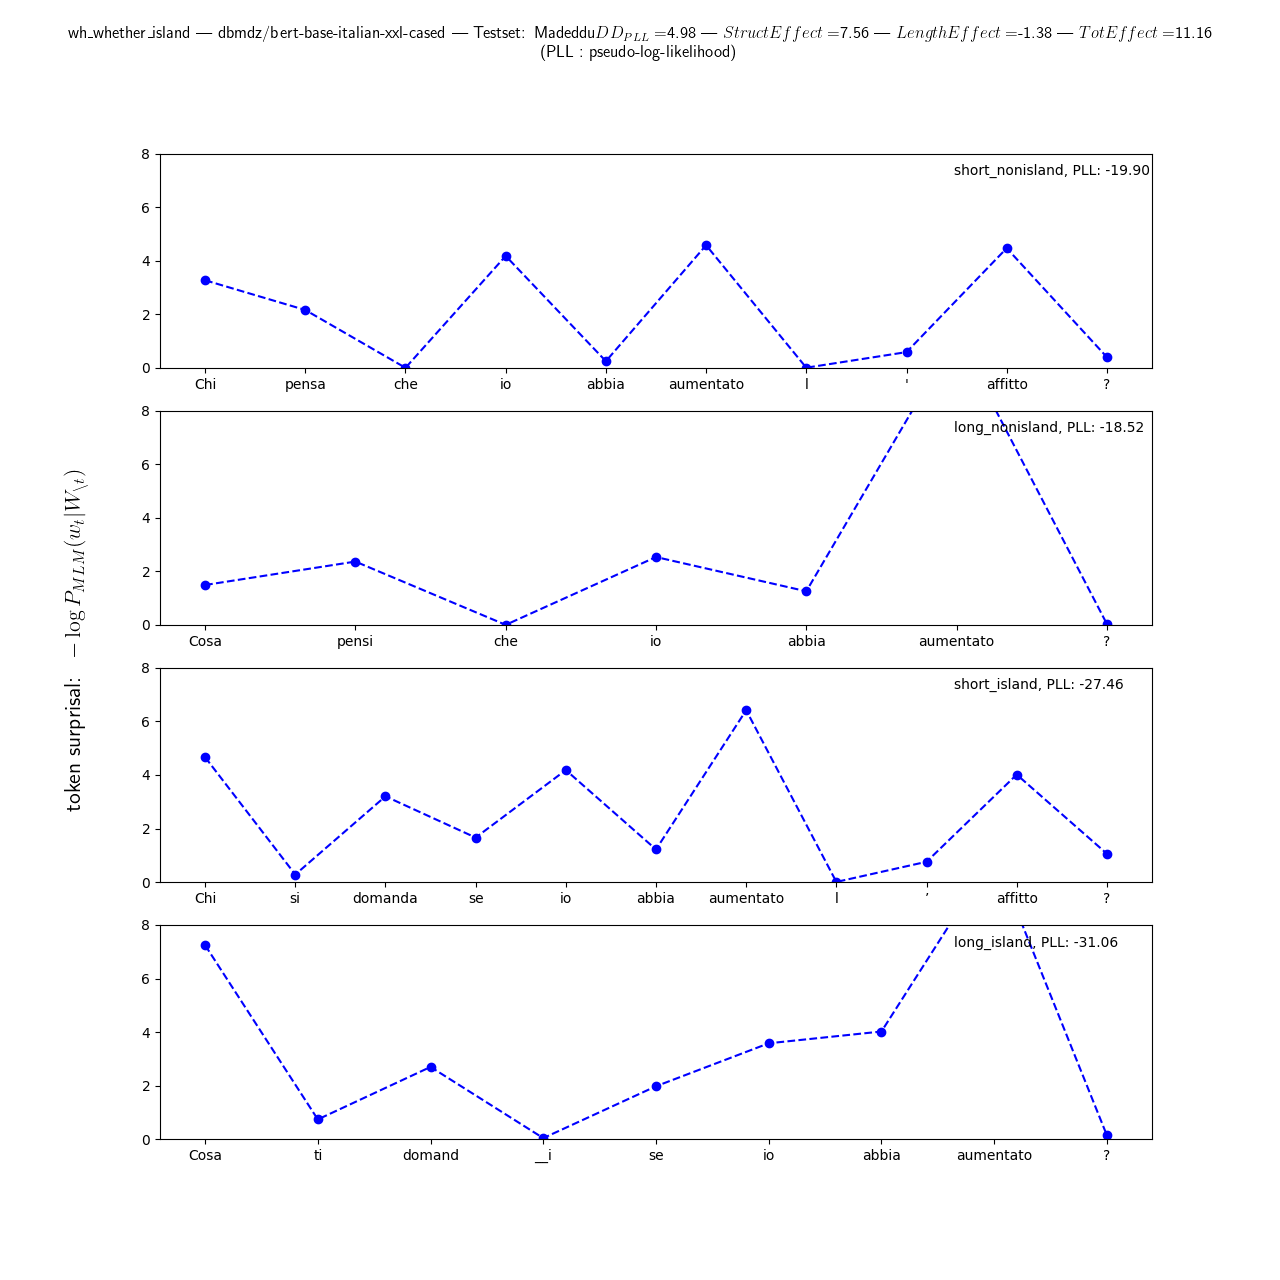 wh_whether_island — dbmdz/bert-base-italian-xxl-cased — Testset: MadedduDD_PLL =4.98 — StructEffect =7.56 — LengthEffect =-1.38 — TotEffect =11.16
(PLL : pseudo-log-likelihood)
token surprisal: − log P_MLM(w_t|W_\t)
8
6
4
2
0
short_nonisland, PLL: -19.90
Chi pensa che io abbia aumentato l ' affitto ?
8
6
4
2
0
long_nonisland, PLL: -18.52
Cosa pensi che io abbia aumentato ?
8
6
4
2
0
short_island, PLL: -27.46
Chi si domanda se io abbia aumentato l ’ affitto ?
8
6
4
2
0
long_island, PLL: -31.06
Cosa ti domand __i se io abbia aumentato ?